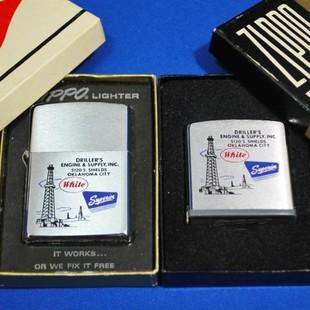 ZIPPO
ZIPPO LIGHTER
DRILLER'S
ENGINE & SUPPLY, INC.
5120 S. SHIELDS
OKLAHOMA CITY
White
Superior
IT WORKS...
OR WE FIX IT FREE
DRILLER'S
ENGINE & SUPPLY, INC.
5120 S. SHIELDS
OKLAHOMA CITY
White
Superior